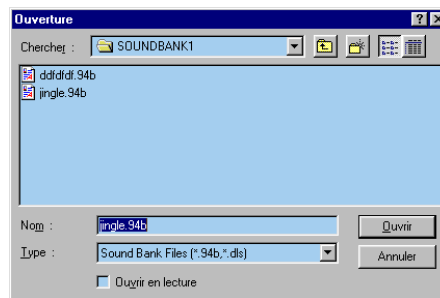 Ouverture
Chercher : SOUNDBANK1
ddfdfdf.94b
jingle.94b
Nom : jingle.94b Ouvrir
Type : Sound Bank Files (*.94b,*.dls) Annuler
Ouvrir en lecture